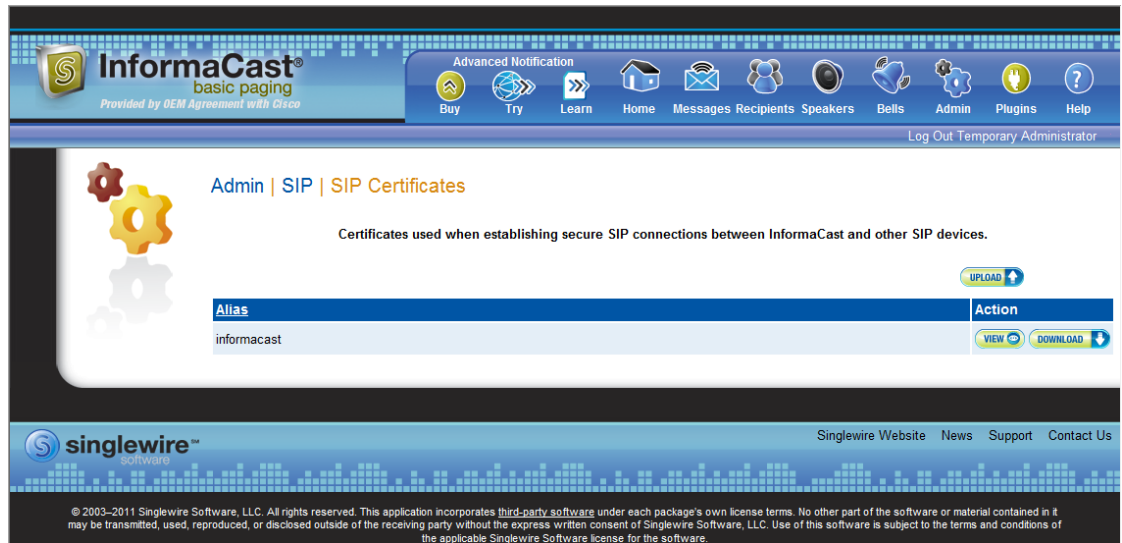 InformaCast®
basic paging
Provided by OEM Agreement with Cisco
Advanced Notification
Buy Try Learn Home Messages Recipients Speakers Bells Admin Plugins Help
Log Out Temporary Administrator
Admin | SIP | SIP Certificates
Certificates used when establishing secure SIP connections between InformaCast and other SIP devices.
UPLOAD
Alias Action
informacast VIEW DOWNLOAD
singlewire℠
software
Singlewire Website News Support Contact Us
© 2003–2011 Singlewire Software, LLC. All rights reserved. This application incorporates third-party software under each package's own license terms. No other part of the software or material contained in it
may be transmitted, used, reproduced, or disclosed outside of the receiving party without the express written consent of Singlewire Software, LLC. Use of this software is subject to the terms and conditions of
the applicable Singlewire Software license for the software.